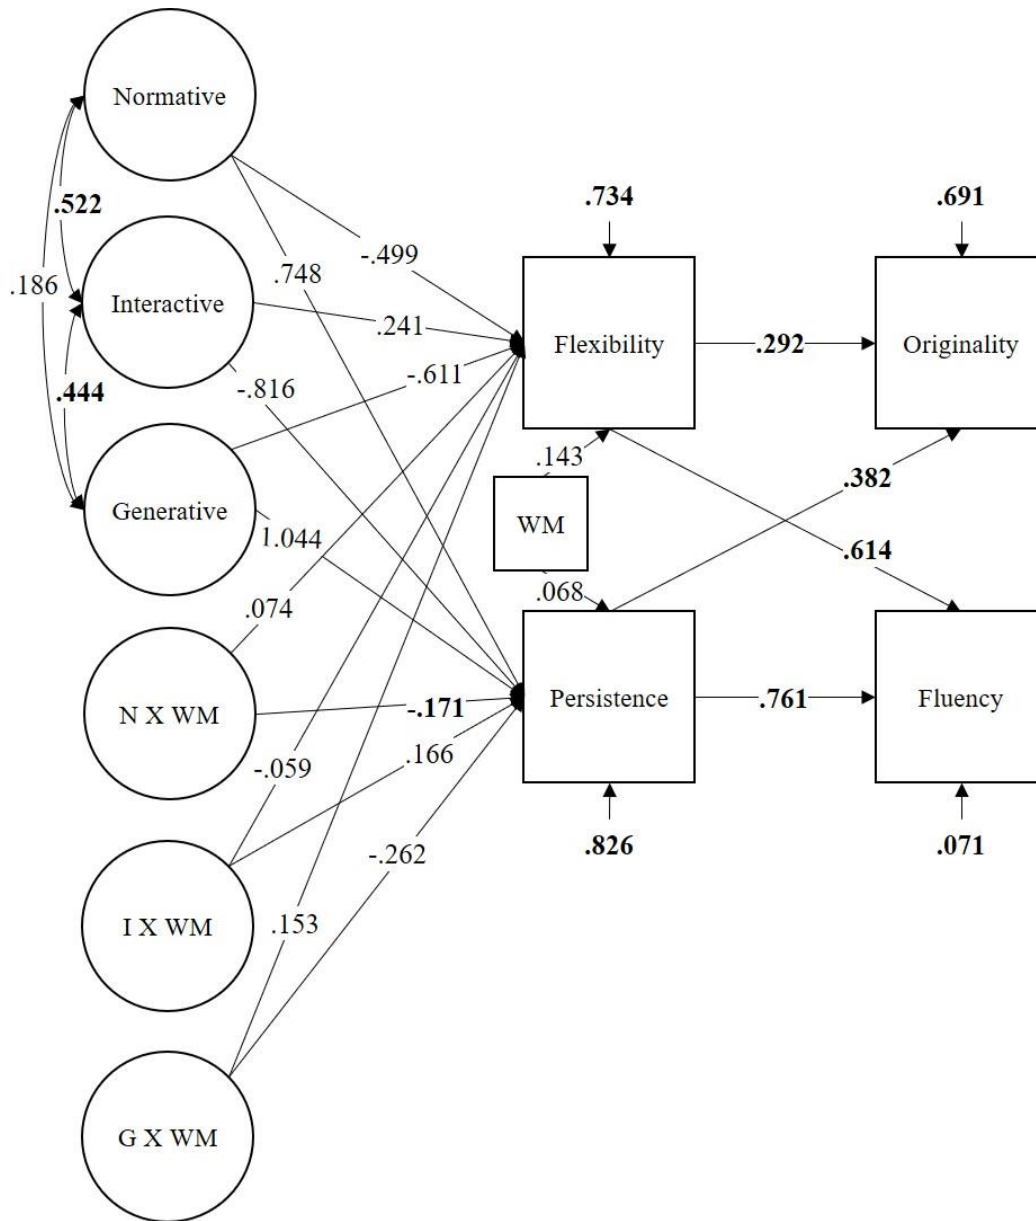 Normative
.734
.691
.522
-.499
.748
.186
Interactive
.241
Flexibility
.292
Originality
-.611
-.816
.444
.143
.382
Generative
1.044
WM
.614
.068
.074
N X WM
-.171
Persistence
.761
Fluency
.166
-.059
-.262
.826
.071
I X WM
.153
G X WM